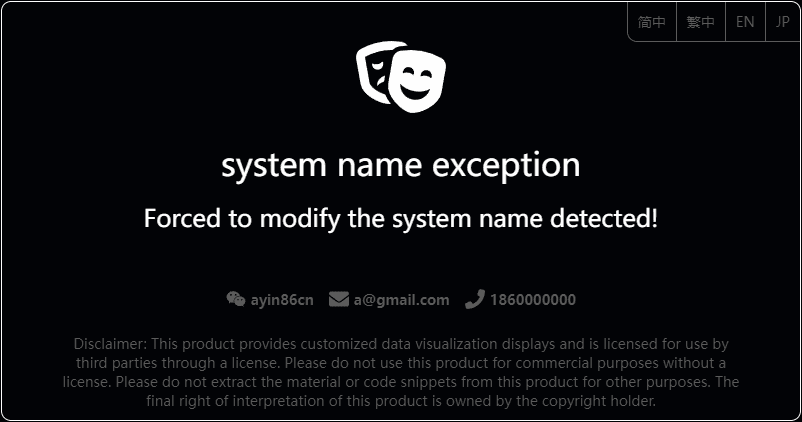 简中 繁中 EN JP
system name exception
Forced to modify the system name detected!
ayin86cn a@gmail.com 1860000000
Disclaimer: This product provides customized data visualization displays and is licensed for use by
third parties through a license. Please do not use this product for commercial purposes without a
license. Please do not extract the material or code snippets from this product for other purposes. The
final right of interpretation of this product is owned by the copyright holder.